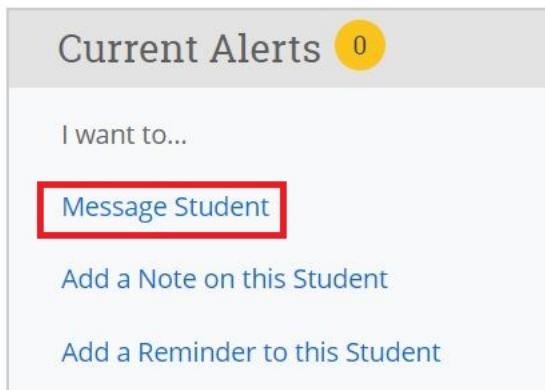 Current Alerts 0
I want to...
Message Student
Add a Note on this Student
Add a Reminder to this Student